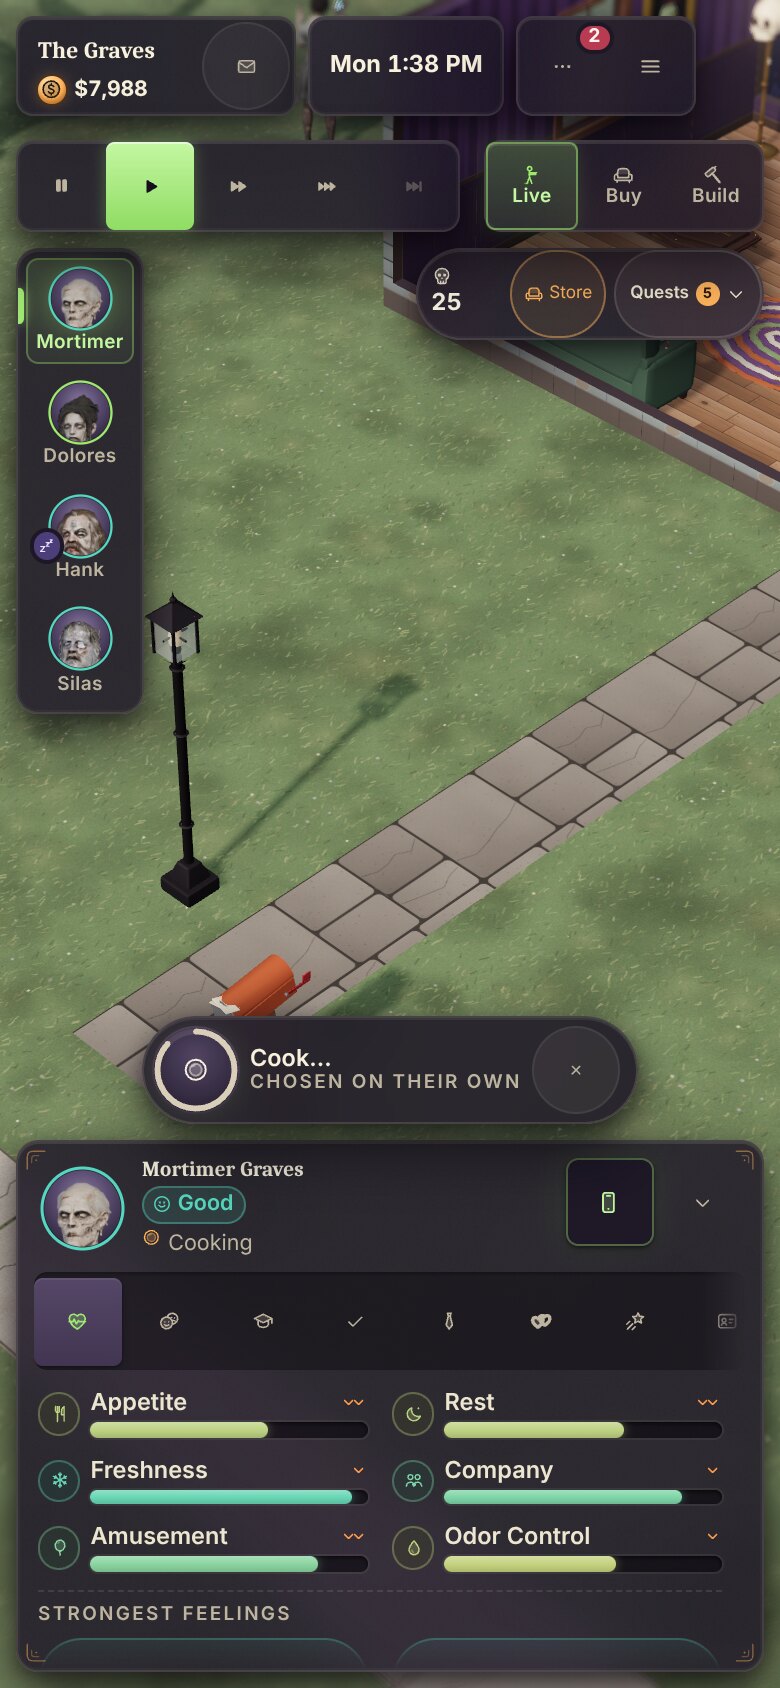 The Graves
$7,988
Mon 1:38 PM
2
Live
Buy
Build
25
Store
Quests 5
Mortimer
Dolores
zzz
Hank
Silas
Cook...
CHOSEN ON THEIR OWN
Mortimer Graves
Good
Cooking
Appetite
Rest
Freshness
Company
Amusement
Odor Control
STRONGEST FEELINGS